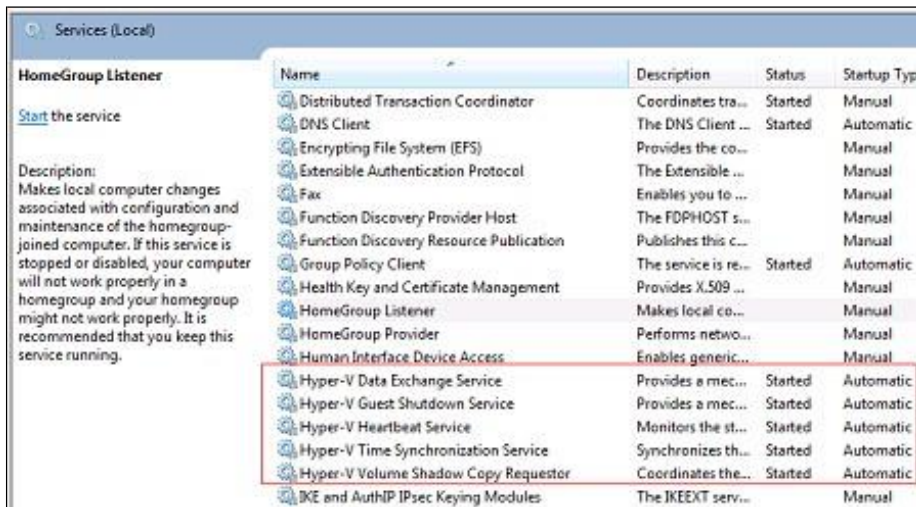 Services (Local)
HomeGroup Listener
Start the service
Description:
Makes local computer changes
associated with configuration and
maintenance of the homegroup-
joined computer. If this service is
stopped or disabled, your computer
will not work properly in a
homegroup and your homegroup
might not work properly. It is
recommended that you keep this
service running.
Name Description Status Startup Typ
Distributed Transaction Coordinator Coordinates tra... Started Manual
DNS Client The DNS Client ... Started Automatic
Encrypting File System (EFS) Provides the co... Manual
Extensible Authentication Protocol The Extensible ... Manual
Fax Enables you to ... Manual
Function Discovery Provider Host The FDPHOST s... Manual
Function Discovery Resource Publication Publishes this c... Manual
Group Policy Client The service is re... Started Automatic
Health Key and Certificate Management Provides X.509 ... Manual
HomeGroup Listener Makes local co... Manual
HomeGroup Provider Performs netwo... Manual
Human Interface Device Access Enables generic... Manual
Hyper-V Data Exchange Service Provides a mec... Started Automatic
Hyper-V Guest Shutdown Service Provides a mec... Started Automatic
Hyper-V Heartbeat Service Monitors the st... Started Automatic
Hyper-V Time Synchronization Service Synchronizes th... Started Automatic
Hyper-V Volume Shadow Copy Requestor Coordinates the... Started Automatic
IKE and AuthIP IPsec Keying Modules The IKEEXT serv... Manual